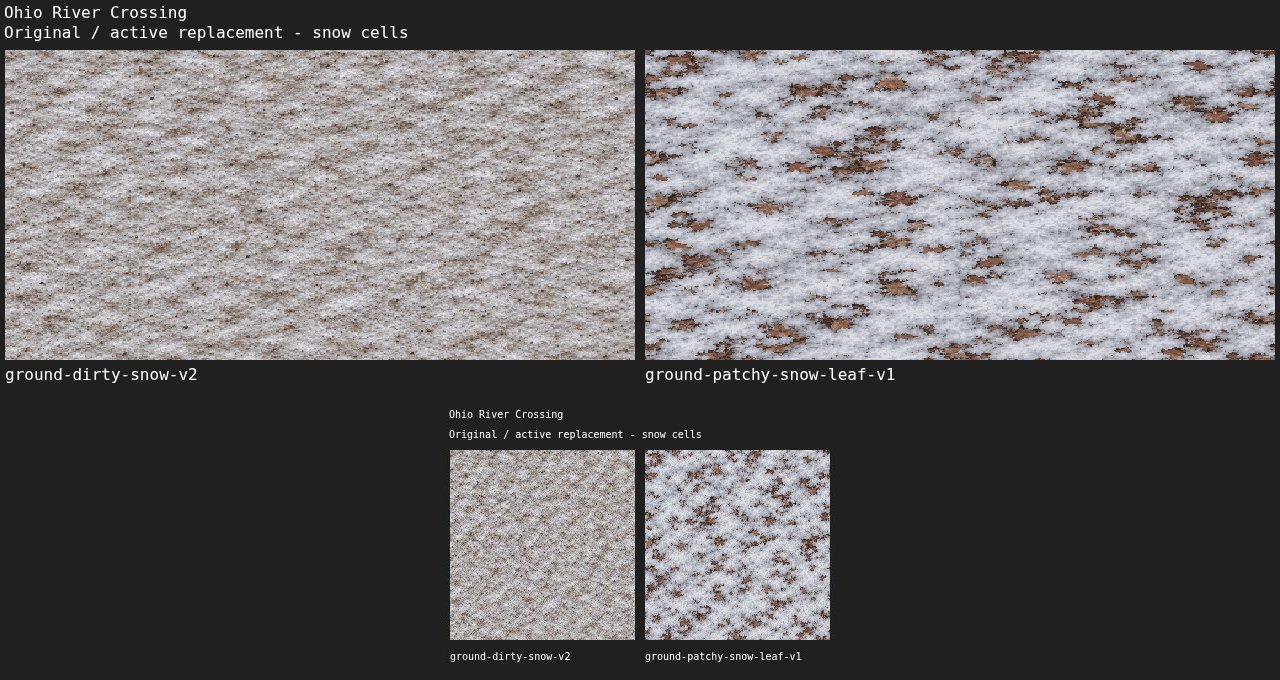 Ohio River Crossing
Original / active replacement - snow cells
ground-dirty-snow-v2
ground-patchy-snow-leaf-v1
Ohio River Crossing
Original / active replacement - snow cells
ground-dirty-snow-v2
ground-patchy-snow-leaf-v1